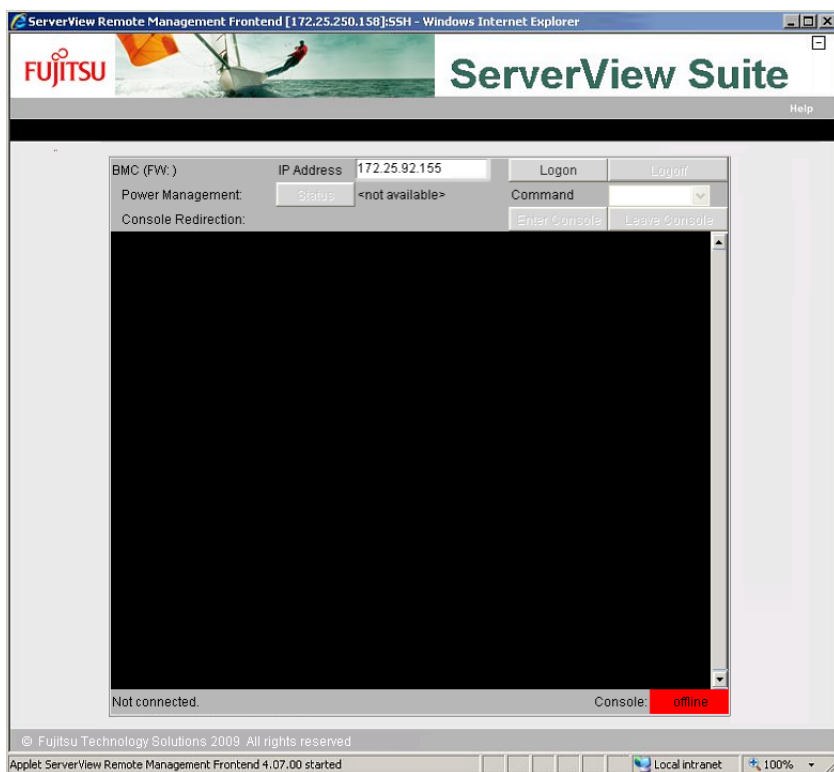 ServerView Remote Management Frontend [172.25.250.158]:SSH - Windows Internet Explorer
FUJITSU
ServerView Suite
Help
BMC (FW: ) IP Address 172.25.92.155 Logon Logoff
Power Management: Status <not available> Command
Console Redirection: Enter Console Leave Console
Not connected. Console: offline
© Fujitsu Technology Solutions 2009 All rights reserved
Applet ServerView Remote Management Frontend 4.07.00 started Local intranet 100%